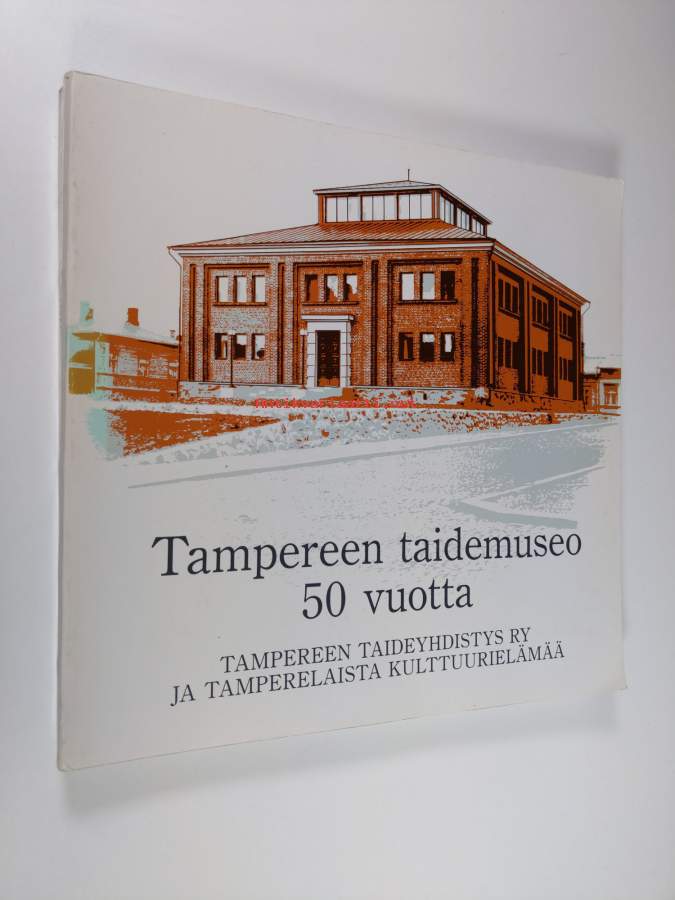 Tampereen taidemuseo
50 vuotta
TAMPEREEN TAIDEYHDISTYS RY
JA TAMPERELAISTA KULTTUURIELÄMÄÄ